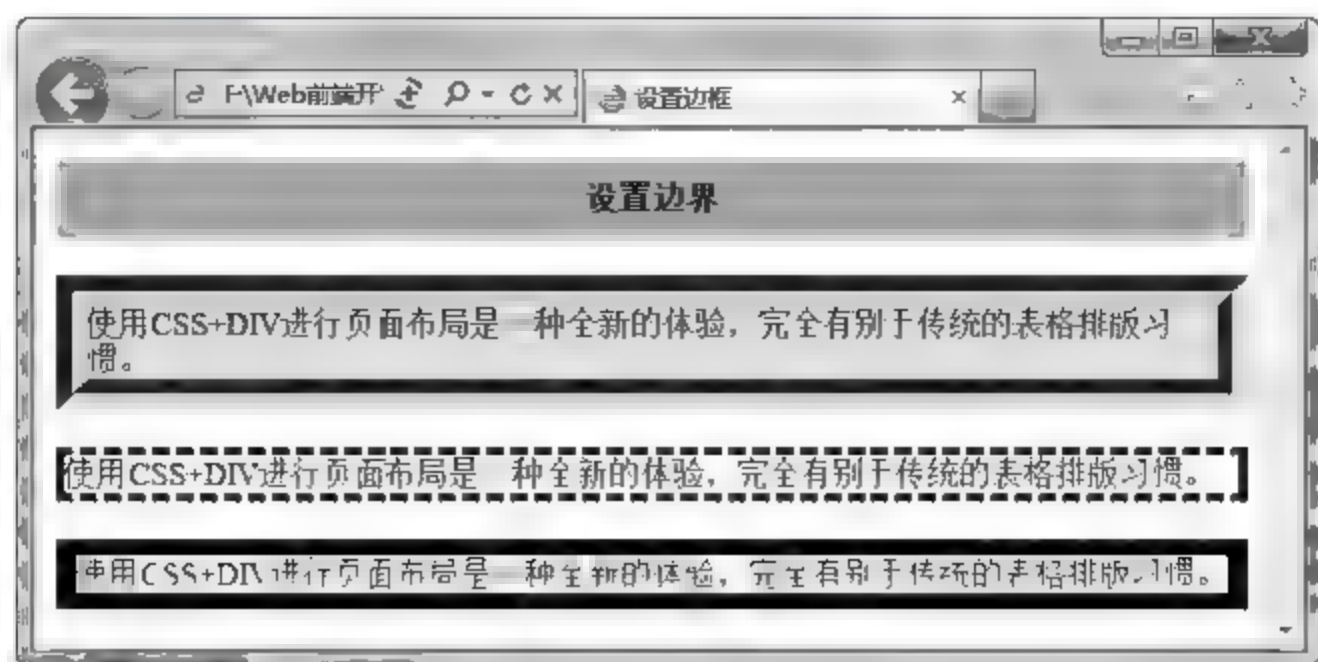 F:\Web前端开
设置边框
设置边界
使用CSS+DIV进行页面布局是一种全新的体验，完全有别于传统的表格排版习
惯。
使用CSS+DIV进行页面布局是一种全新的体验，完全有别于传统的表格排版习惯。
使用CSS+DIV进行页面布局是一种全新的体验，完全有别于传统的表格排版习惯。